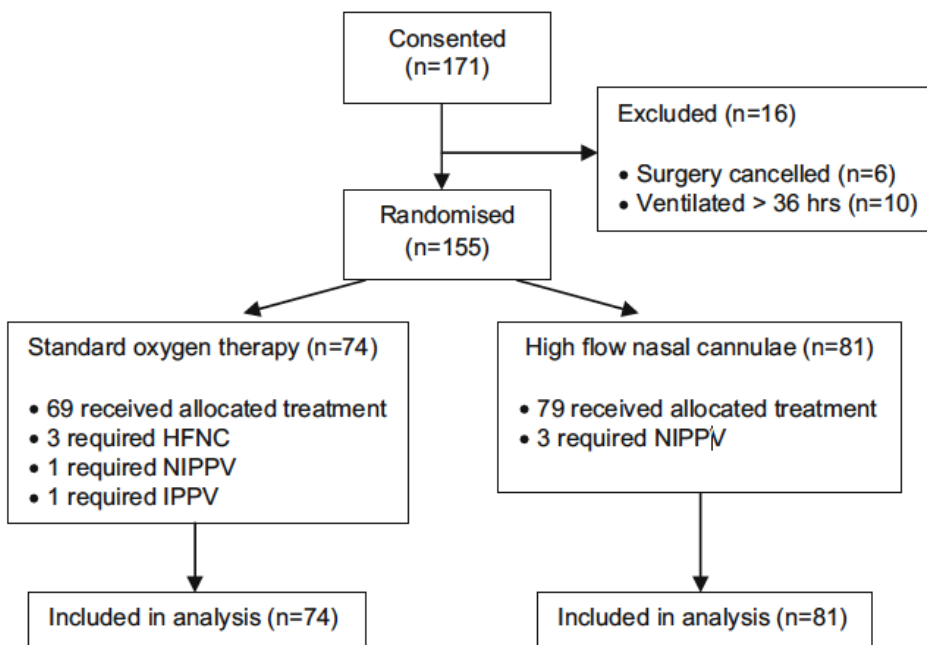 Consented
(n=171)
Excluded (n=16)
• Surgery cancelled (n=6)
• Ventilated > 36 hrs (n=10)
Randomised
(n=155)
Standard oxygen therapy (n=74)
• 69 received allocated treatment
• 3 required HFNC
• 1 required NIPPV
• 1 required IPPV
High flow nasal cannulae (n=81)
• 79 received allocated treatment
• 3 required NIPPV
Included in analysis (n=74)
Included in analysis (n=81)